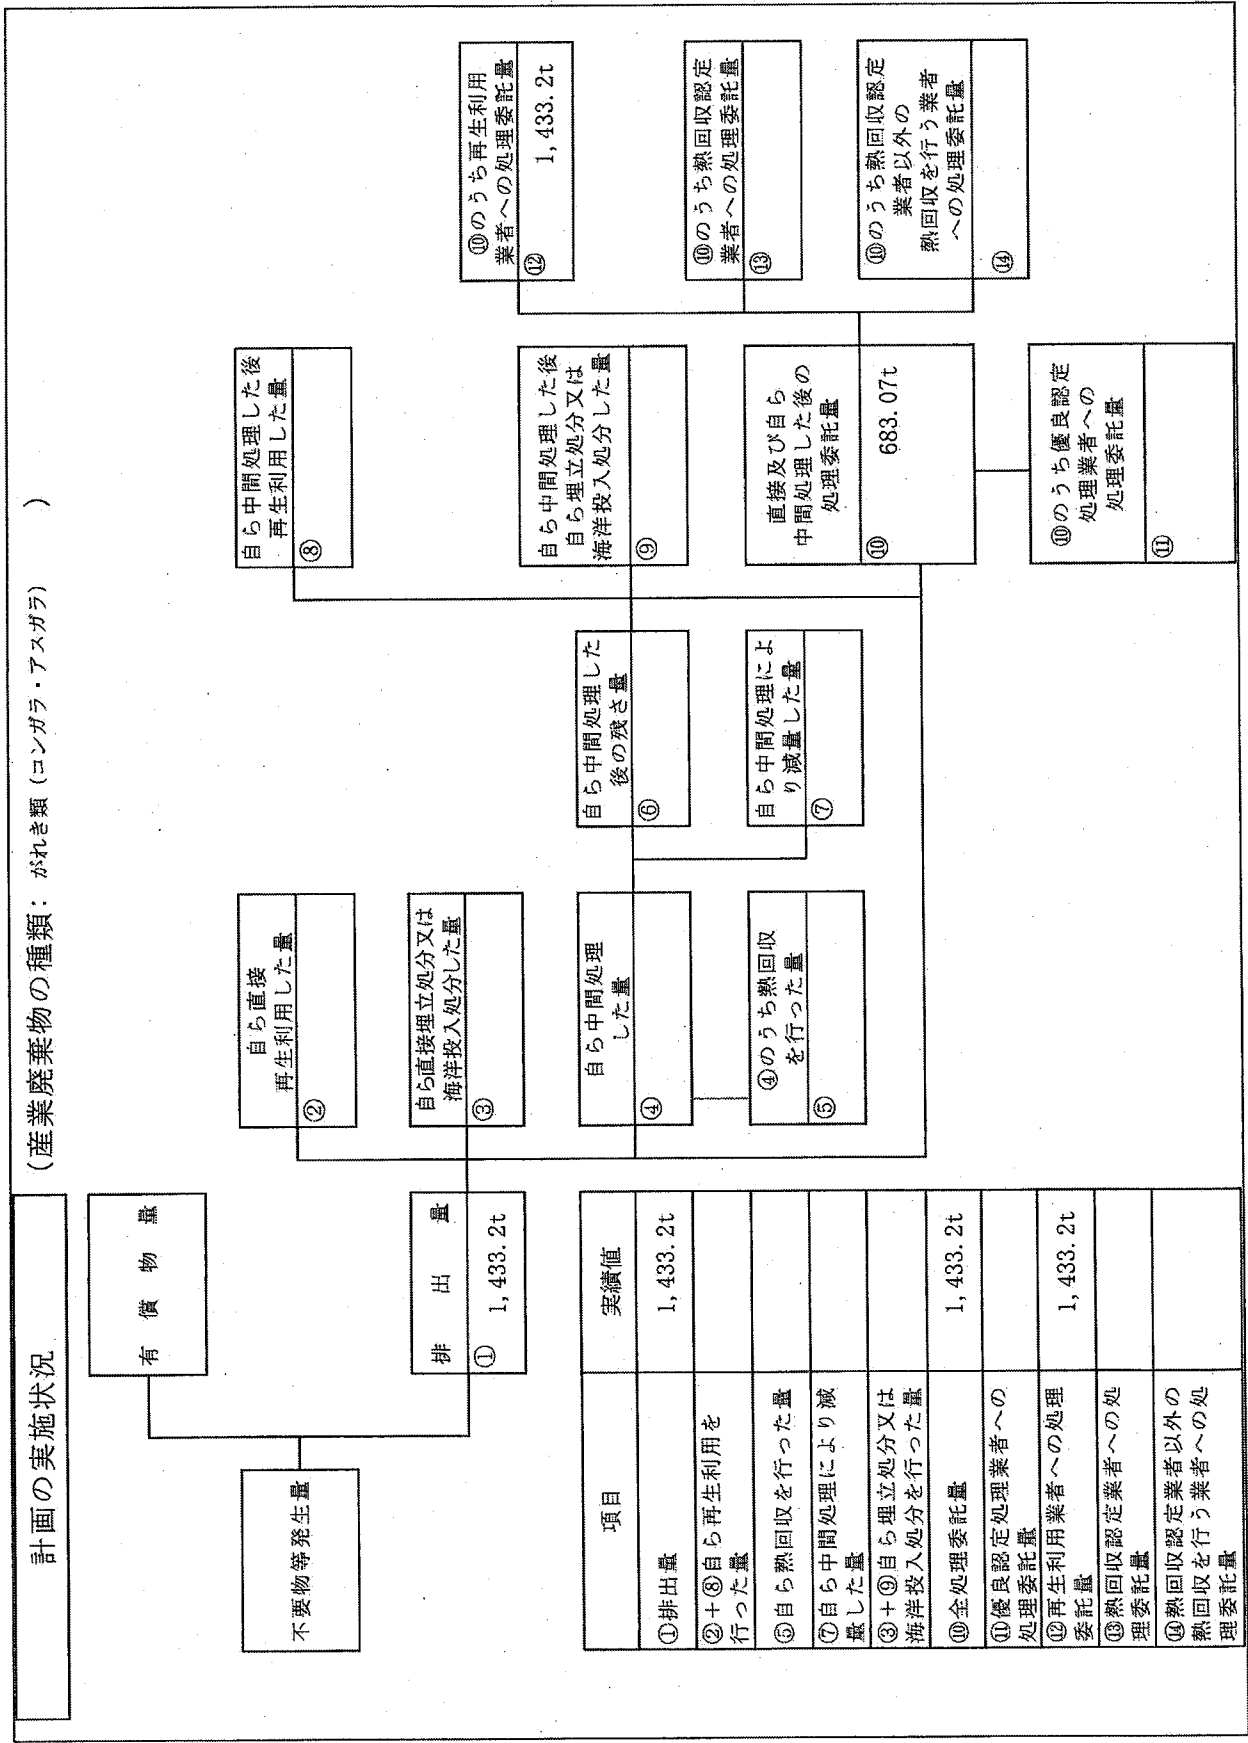 計画の実施状況
(産業廃棄物の種類： がれき類 (コンガラ・アスガラ) )
有償物量
不要物等発生量
排出量
① 1,433.2t
自ら直接
再生利用した量
②
自ら直接埋立処分又は
海洋投入処分した量
③
自ら中間処理
した量
④
④のうち熱回収
を行った量
⑤
自ら中間処理した
後の残さ量
⑥
自ら中間処理によ
り減量した量
⑦
自ら中間処理した後
再生利用した量
⑧
自ら中間処理した後
自ら埋立処分又は
海洋投入処分した量
⑨
直接及び自ら
中間処理した後の
処理委託量
⑩ 683.07t
⑩のうち優良認定
処理業者への
処理委託量
⑪
⑩のうち再生利用
業者への処理委託量
⑫ 1,433.2t
⑩のうち熱回収認定
業者への処理委託量
⑬
⑩のうち熱回収認定
業者以外の
熱回収を行う業者
への処理委託量
⑭
項目 実績値
①排出量 1,433.2t
②+⑧自ら再生利用を
行った量
⑤自ら熱回収を行った量
⑦自ら中間処理により減
量した量
③+⑨自ら埋立処分又は
海洋投入処分を行った量
⑩全処理委託量 1,433.2t
⑪優良認定処理業者への
処理委託量
⑫再生利用業者への処理
委託量 1,433.2t
⑬熱回収認定業者への処
理委託量
⑭熱回収認定業者以外の
熱回収を行う業者への処
理委託量